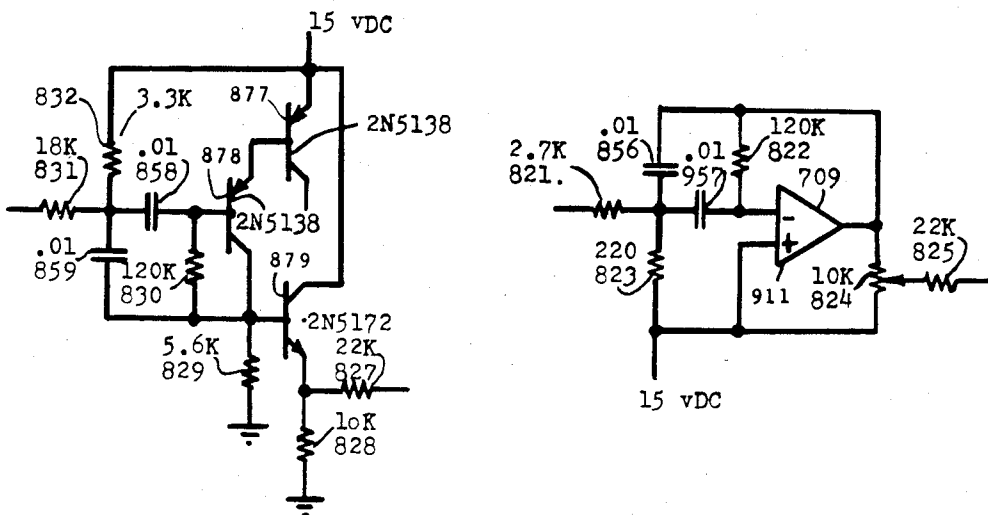 15 vDC
832
3.3K
877
2N5138
18K
831
.01
858
878
2N5138
.01
859
120K
830
879
.2N5172
5.6K
829
22K
827
10K
828
.01
856
120K
822
2.7K
821.
.01
957
709
-
+
220
823
911
10K
824
22K
825
15 vDC